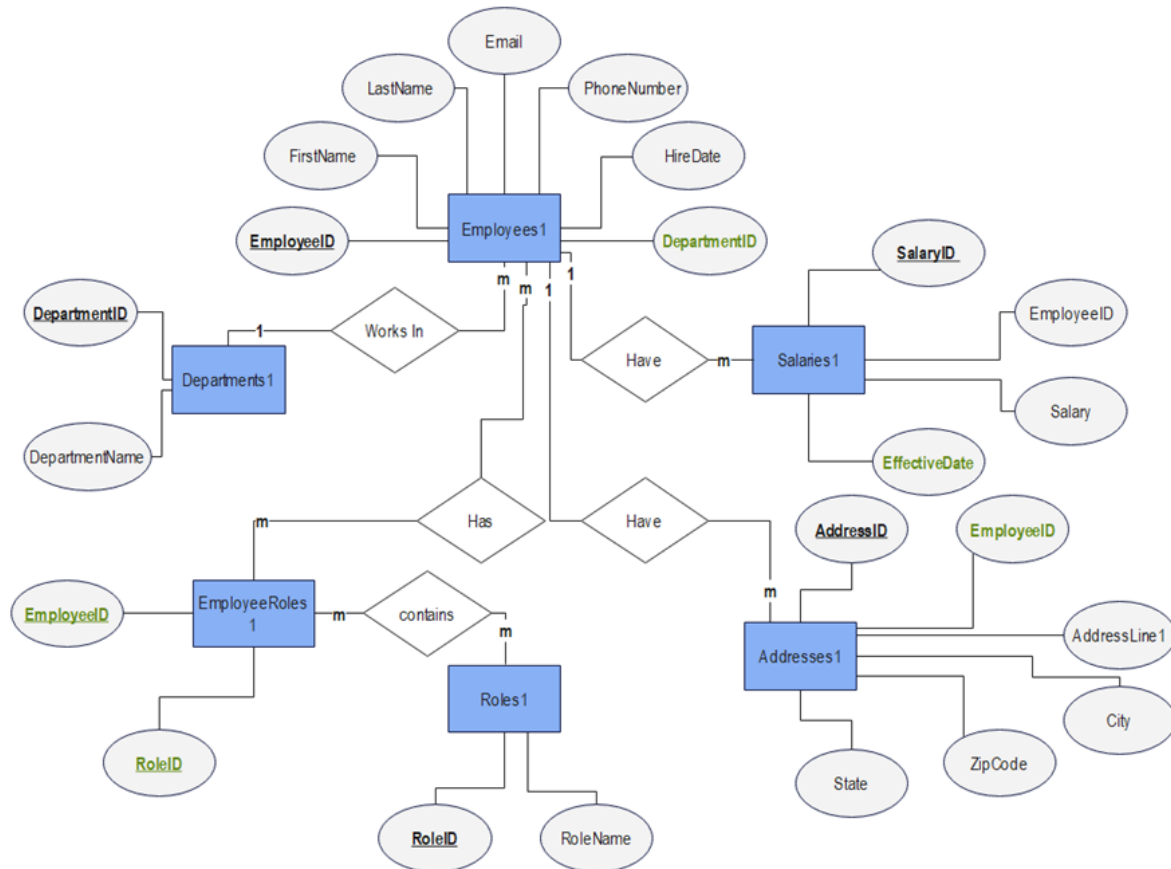 Email
LastName
PhoneNumber
FirstName
HireDate
Employees1
EmployeeID
DepartmentID
m
m
1
1
SalaryID
DepartmentID
EmployeeID
1
Works In
Departments1
Have
m
Salaries1
Salary
DepartmentName
EffectiveDate
m
Has
Have
AddressID
EmployeeID
EmployeeID
EmployeeRoles
1
m
contains
m
m
AddressLine1
Addresses1
Roles1
City
RoleID
State
ZipCode
RoleID
RoleName